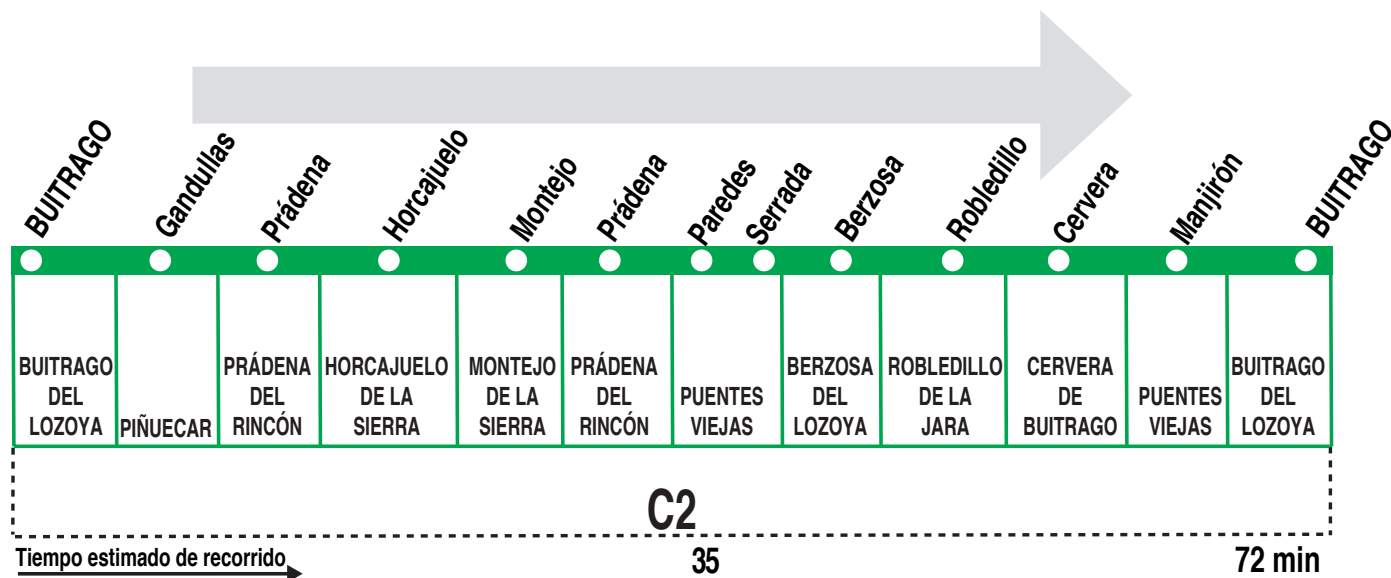 BUITRAGO
Gandullas
Prádena
Horcajuelo
Montejo
Prádena
Paredes
Serrada
Berzosa
Robledillo
Cervera
Manjirón
BUITRAGO
BUITRAGO
DEL
LOZOYA
PIÑUECAR
PRÁDENA
DEL
RINCÓN
HORCAJUELO
DE LA
SIERRA
MONTEJO
DE LA
SIERRA
PRÁDENA
DEL
RINCÓN
PUENTES
VIEJAS
BERZOSA
DEL
LOZOYA
ROBLEDILLO
DE LA
JARA
CERVERA
DE
BUITRAGO
PUENTES
VIEJAS
BUITRAGO
DEL
LOZOYA
C2
Tiempo estimado de recorrido
35
72 min